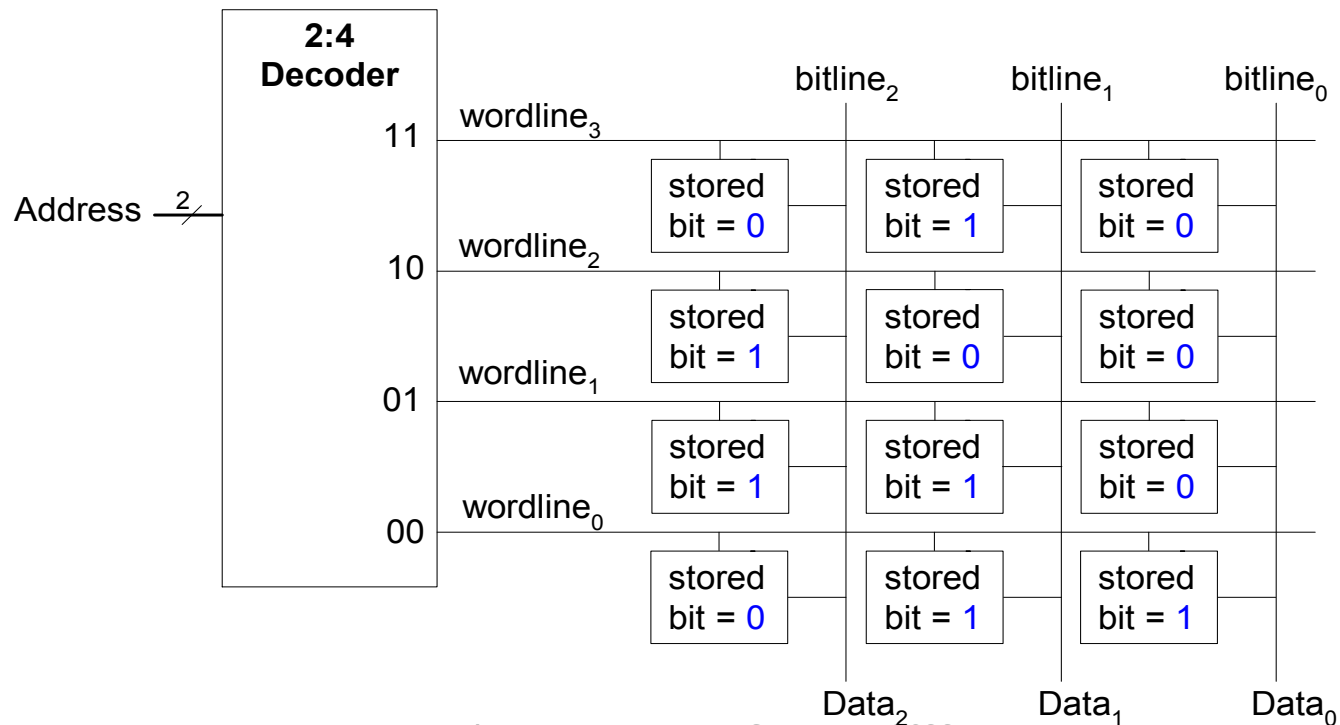 2:4
Decoder
bitline₂ bitline₁ bitline₀
wordline₃
11
Address 2
stored stored stored
bit = 0 bit = 1 bit = 0
wordline₂
10
stored stored stored
bit = 1 bit = 0 bit = 0
wordline₁
01
stored stored stored
bit = 1 bit = 1 bit = 0
wordline₀
00
stored stored stored
bit = 0 bit = 1 bit = 1
Data₂ Data₁ Data₀